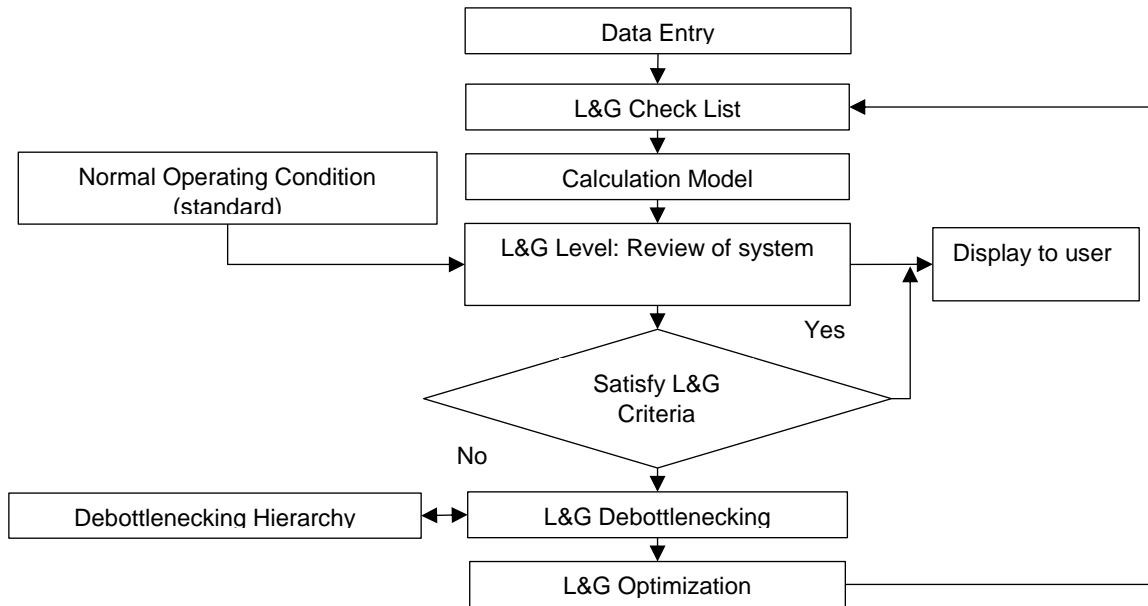 Data Entry
L&G Check List
Calculation Model
Normal Operating Condition
(standard)
L&G Level: Review of system
Display to user
Yes
Satisfy L&G
Criteria
No
Debottlenecking Hierarchy
L&G Debottlenecking
L&G Optimization